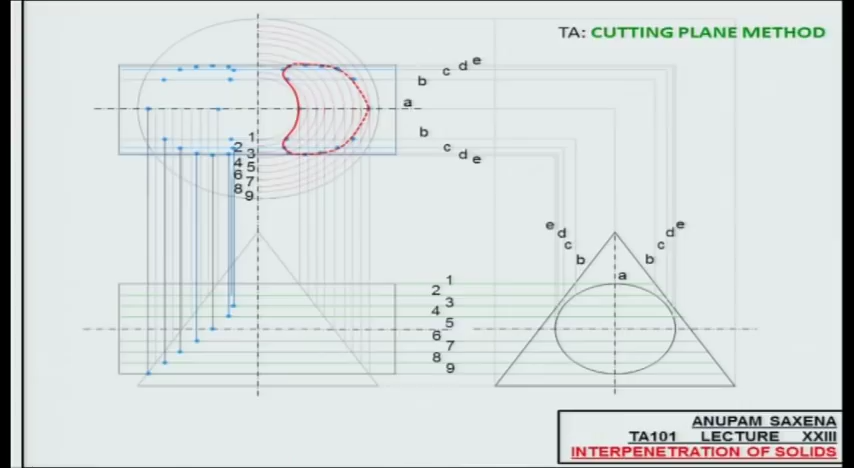 TA: CUTTING PLANE METHOD
e
d
c
b
a
b
c
d
e
1
2
3
4
5
6
7
8
9
e
d
c
b
a
b
c
d
e
1
2
3
4
5
6
7
8
9
ANUPAM SAXENA
TA101 LECTURE XXIII
INTERPENETRATION OF SOLIDS